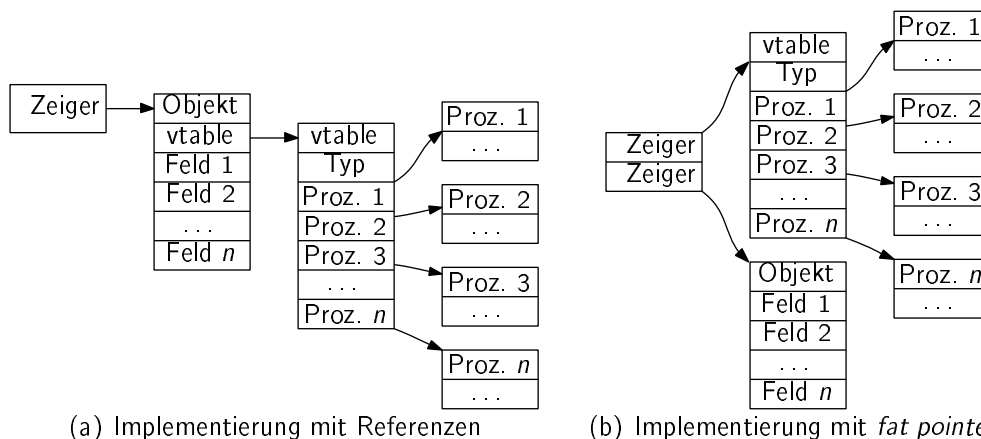 Zeiger
Objekt
vtable
Feld 1
Feld 2
...
Feld n
vtable
Typ
Proz. 1
Proz. 2
Proz. 3
...
Proz. n
Proz. 1
...
Proz. 2
...
Proz. 3
...
Proz. n
...
(a) Implementierung mit Referenzen
Zeiger
Zeiger
vtable
Typ
Proz. 1
Proz. 2
Proz. 3
...
Proz. n
Objekt
Feld 1
Feld 2
...
Feld n
Proz. 1
...
Proz. 2
...
Proz. 3
...
Proz. n
...
(b) Implementierung mit fat pointe